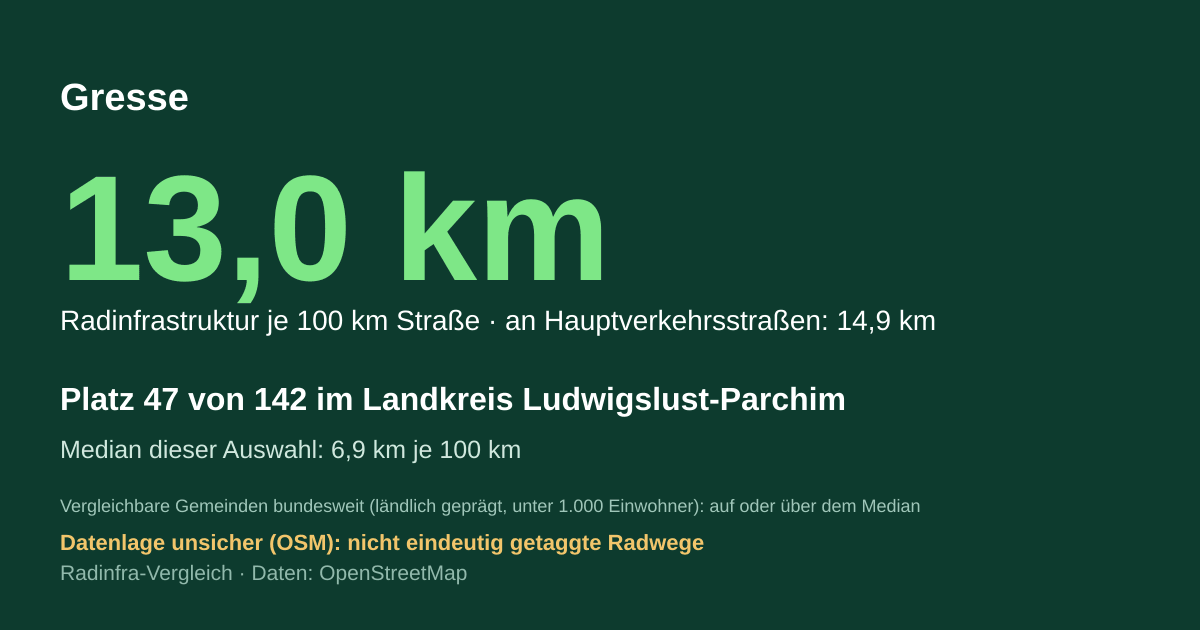 Gresse
13,0 km
Radinfrastruktur je 100 km Straße · an Hauptverkehrsstraßen: 14,9 km
Platz 47 von 142 im Landkreis Ludwigslust-Parchim
Median dieser Auswahl: 6,9 km je 100 km
Vergleichbare Gemeinden bundesweit (ländlich geprägt, unter 1.000 Einwohner): auf oder über dem Median
Datenlage unsicher (OSM): nicht eindeutig getaggte Radwege
Radinfra-Vergleich · Daten: OpenStreetMap